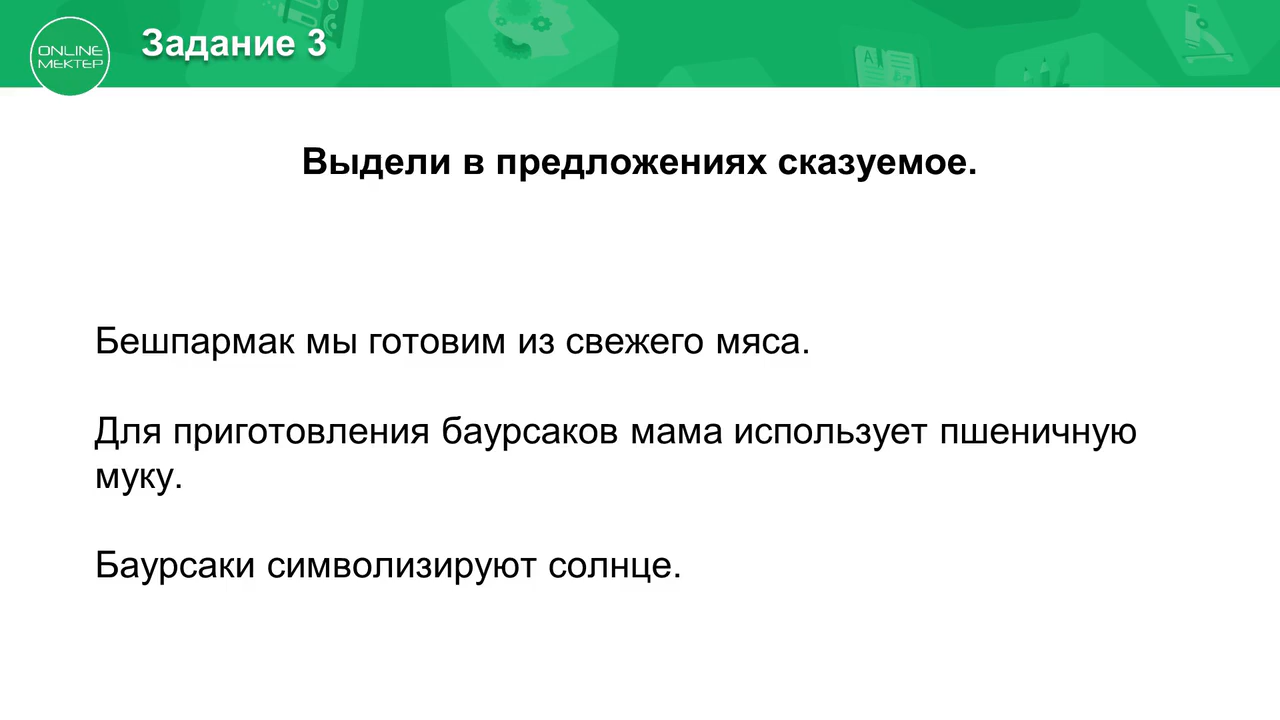 ONLINE
МЕКТЕР
Задание 3
Выдели в предложениях сказуемое.
Бешпармак мы готовим из свежего мяса.
Для приготовления баурсаков мама использует пшеничную
муку.
Баурсаки символизируют солнце.